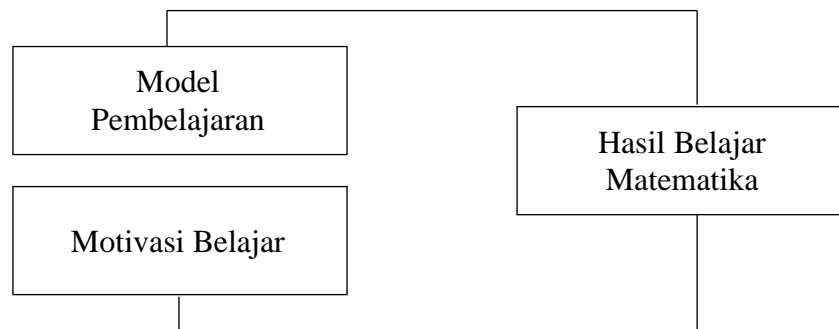 Model
Pembelajaran
Hasil Belajar
Matematika
Motivasi Belajar